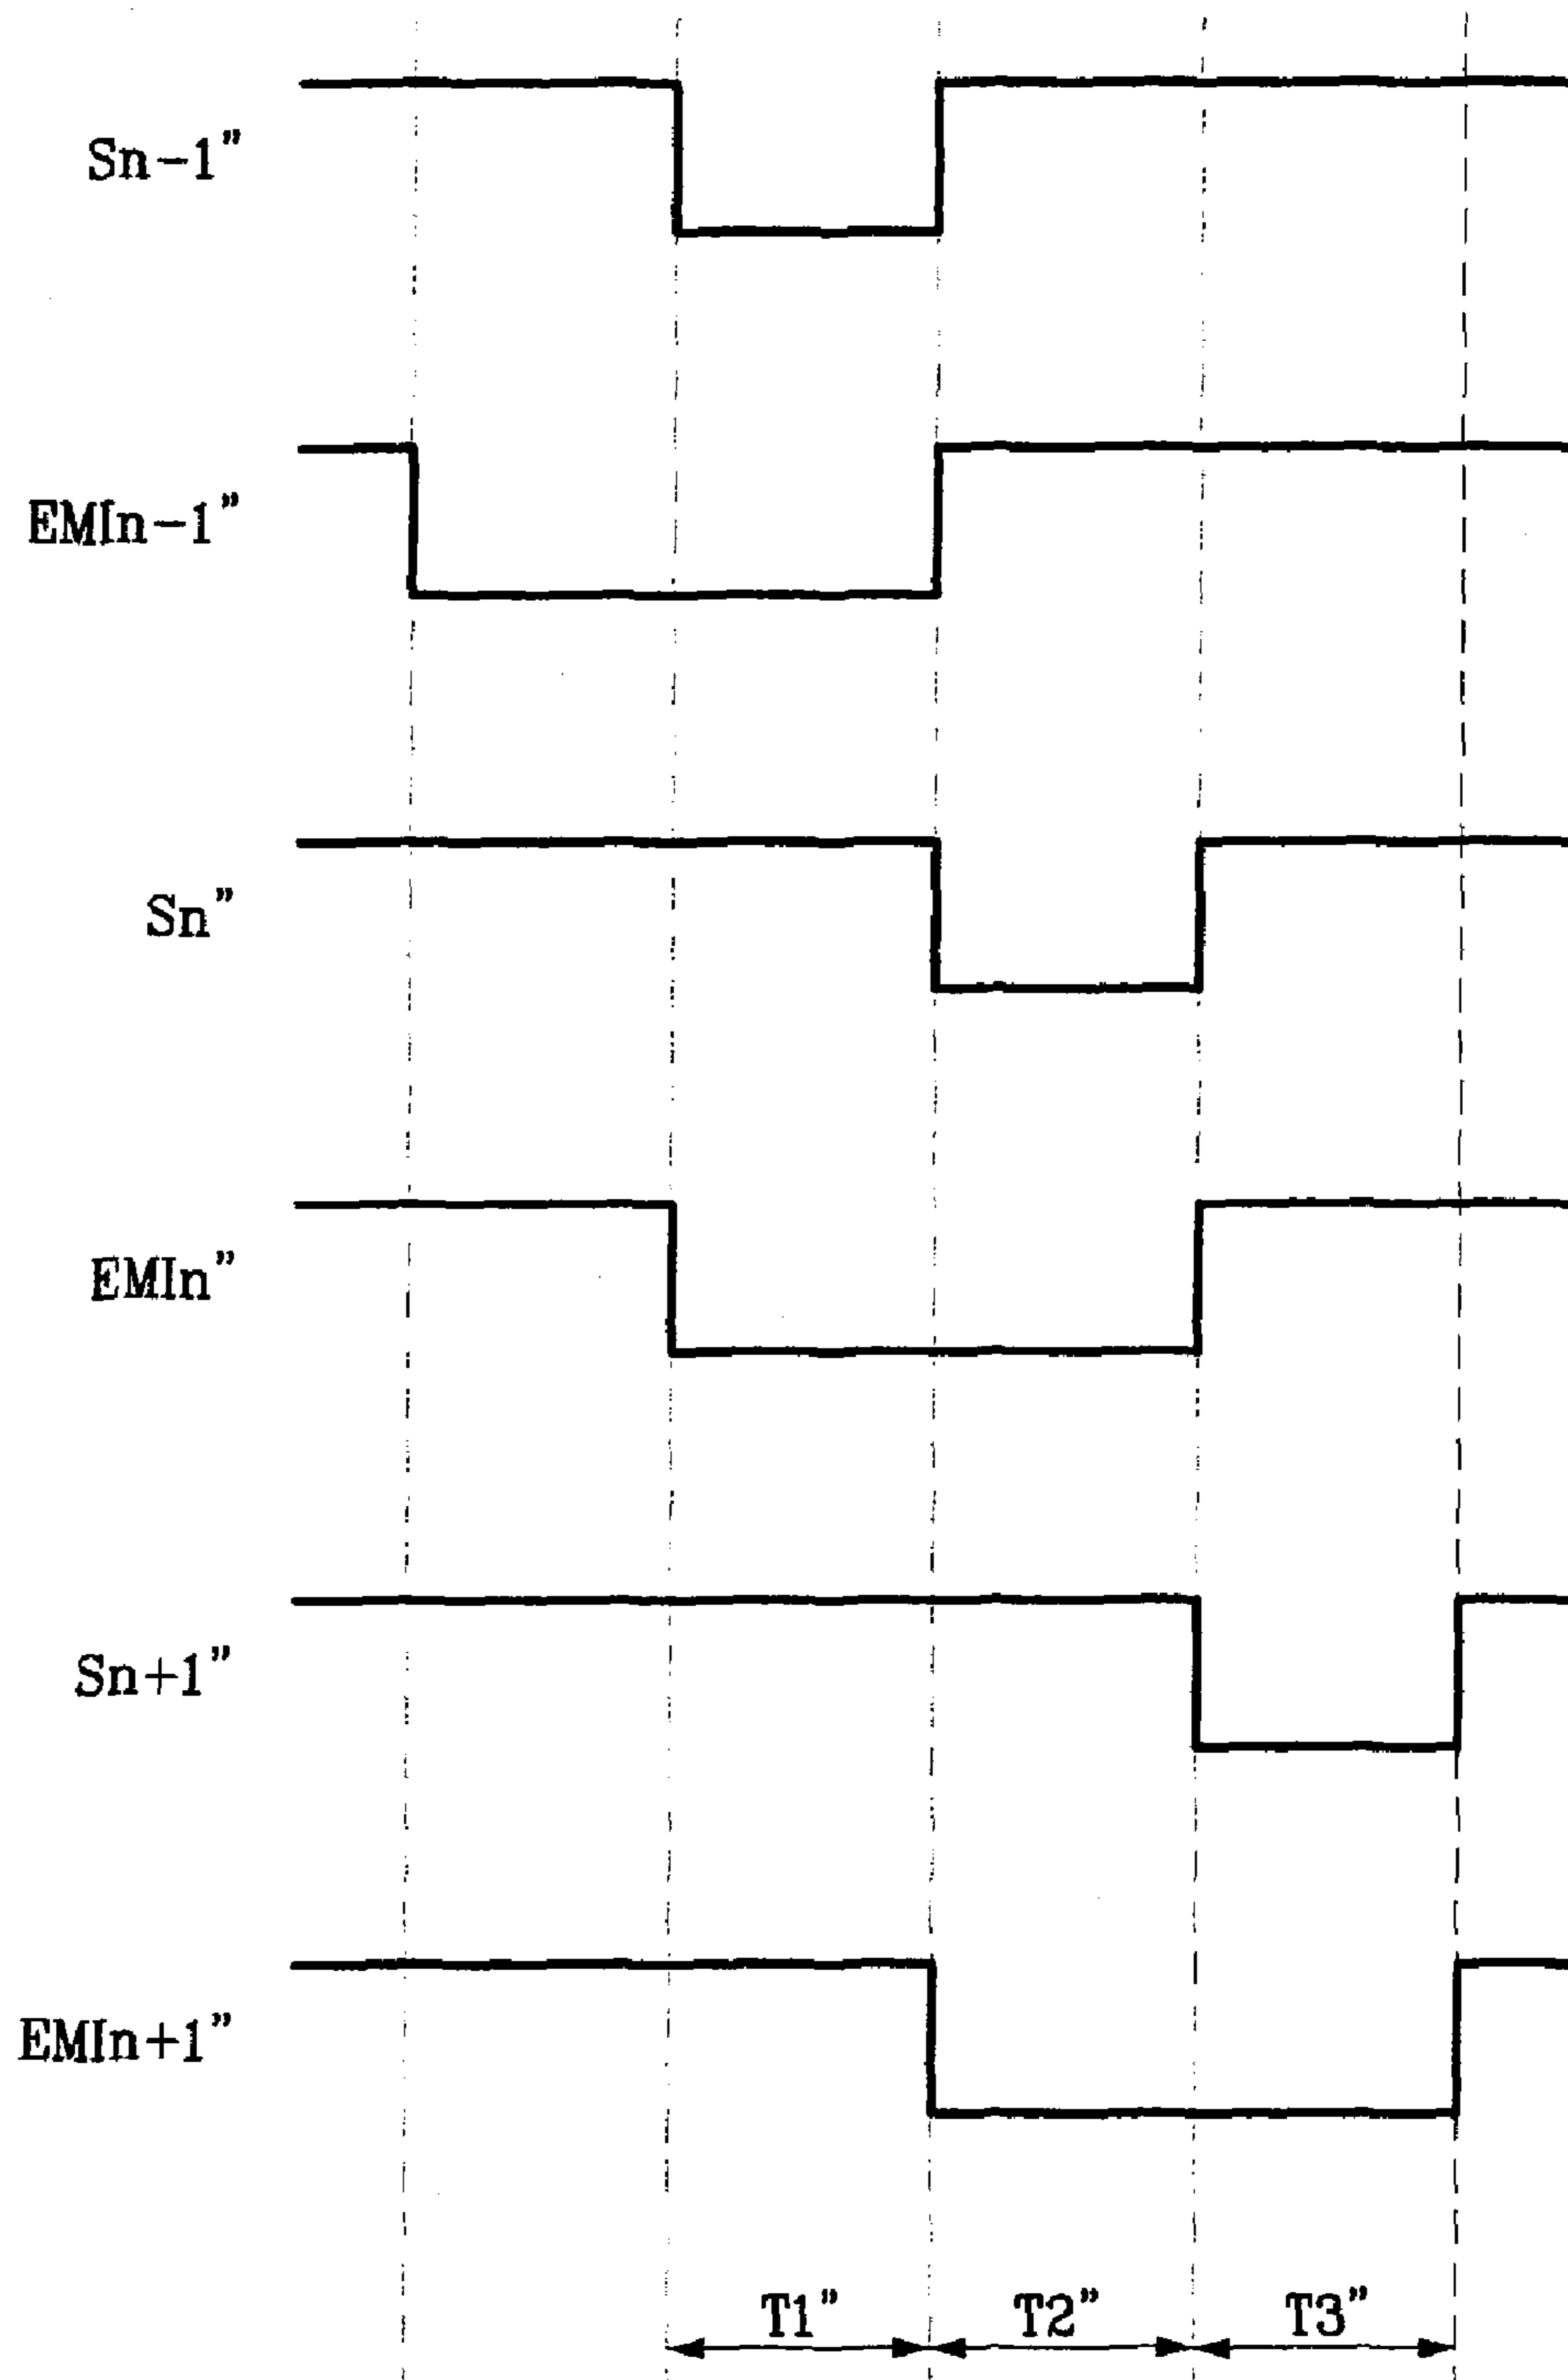 Sn-1”
EMIn-1”
Sn”
EMIn”
Sn+1”
EMIn+1”
T1” T2” T3”